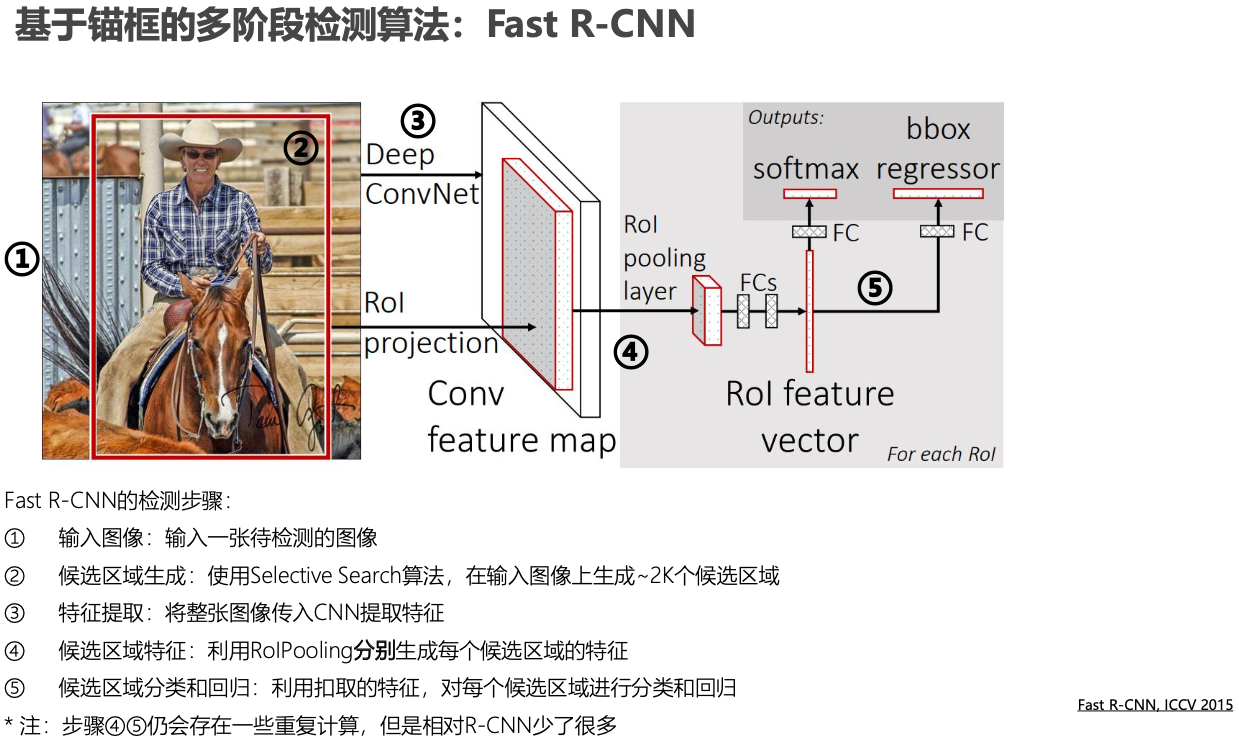 基于锚框的多阶段检测算法：Fast R-CNN
①
②
③
Deep
ConvNet
RoI
projection
Conv
feature map
④
RoI
pooling
layer
FCs
⑤
Outputs:
softmax
bbox
regressor
FC
FC
RoI feature
vector
For each RoI
Fast R-CNN的检测步骤：
① 输入图像：输入一张待检测的图像
② 候选区域生成：使用Selective Search算法，在输入图像上生成~2K个候选区域
③ 特征提取：将整张图像传入CNN提取特征
④ 候选区域特征：利用RoIPooling分别生成每个候选区域的特征
⑤ 候选区域分类和回归：利用扣取的特征，对每个候选区域进行分类和回归
* 注：步骤④⑤仍会存在一些重复计算，但是相对R-CNN少了很多
Fast R-CNN, ICCV 2015